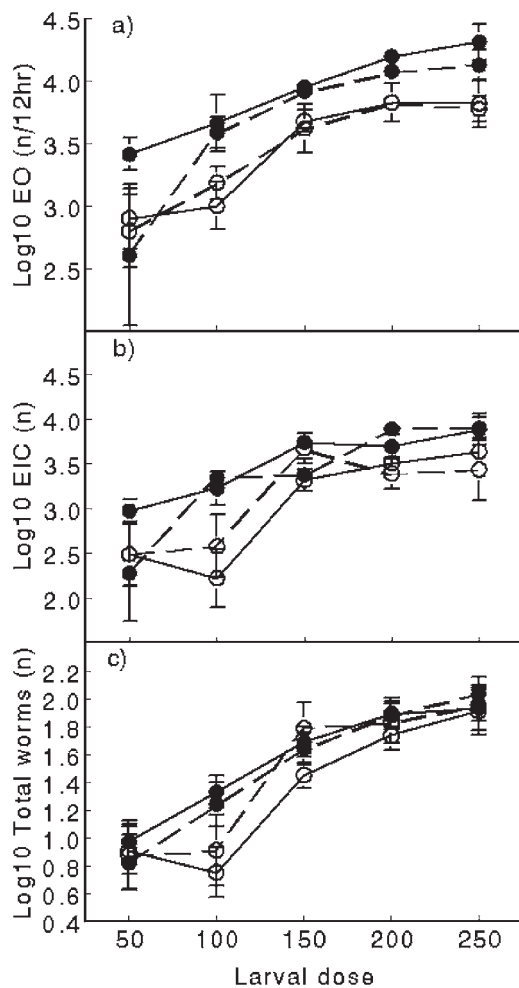 a)
4.5
4.0
3.5
3.0
2.5
Log10 EO (n/12hr)
b)
4.5
4.0
3.5
3.0
2.5
2.0
Log10 EIC (n)
c)
2.2
2.0
1.8
1.6
1.4
1.2
1.0
0.8
0.6
0.4
Log10 Total worms (n)
50 100 150 200 250
Larval dose